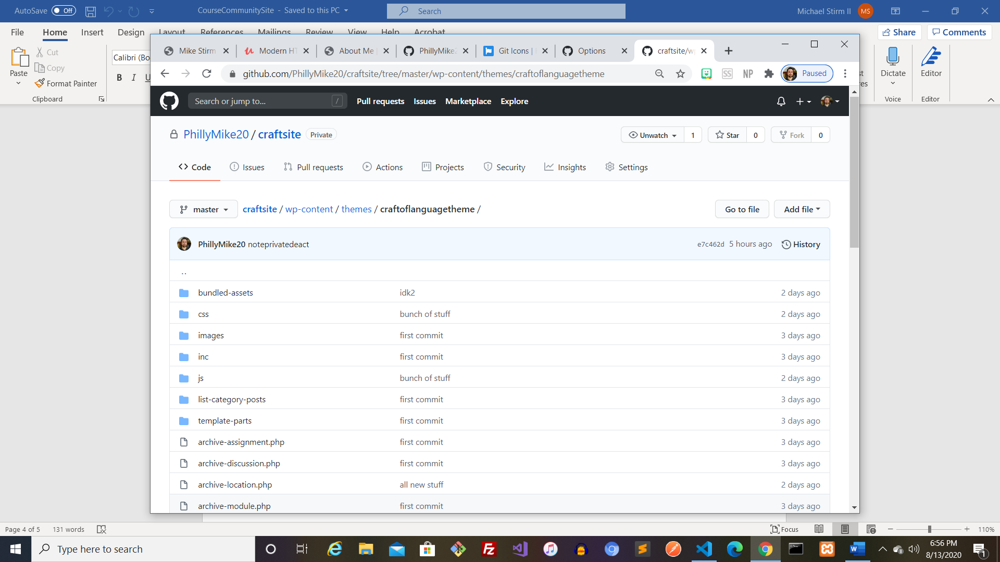 AutoSave Off CourseCommunitySite - Saved to this PC Search Michael Stirm II MS
File Home Insert Design Layout References Mailings Review View Help Acrobat Share Comments
Paste Cut Copy Format Painter Clipboard
Calibri (Bo
B I U
Dictate Voice Editor Editor
Mike Stirm Modern HT About Me PhillyMike2 Git Icons | Options craftsite/w
github.com/PhillyMike20/craftsite/tree/master/wp-content/themes/craftoflanguagetheme SS NP Paused
Search or jump to... / Pull requests Issues Marketplace Explore
PhillyMike20 / craftsite Private Unwatch 1 Star 0 Fork 0
Code Issues Pull requests Actions Projects Security Insights Settings
master craftsite / wp-content / themes / craftoflanguagetheme / Go to file Add file
PhillyMike20 noteprivatedeact e7c462d 5 hours ago History
..
bundled-assets idk2 2 days ago
css bunch of stuff 2 days ago
images first commit 3 days ago
inc first commit 3 days ago
js bunch of stuff 2 days ago
list-category-posts first commit 3 days ago
template-parts first commit 3 days ago
archive-assignment.php first commit 3 days ago
archive-discussion.php first commit 3 days ago
archive-location.php all new stuff 2 days ago
archive-module.php first commit 3 days ago
Page 4 of 5 131 words Focus 110%
Type here to search
6:56 PM
8/13/2020
1